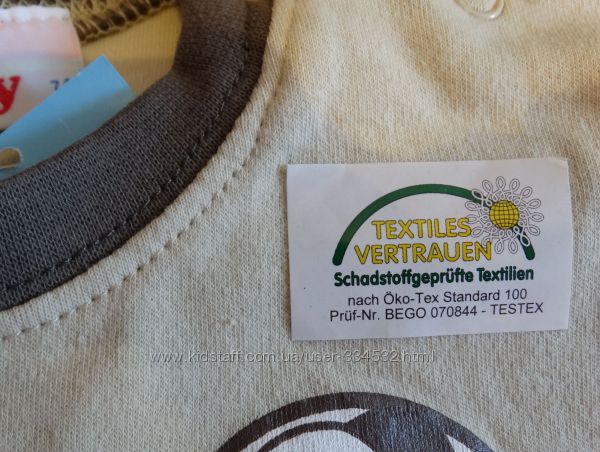 y
TEXTILES
VERTRAUEN
Schadstoffgeprüfte Textilien
nach Öko-Tex Standard 100
Prüf-Nr. BEGO 070844 - TESTEX
www.kidstaff.com.ua/user-334532.html